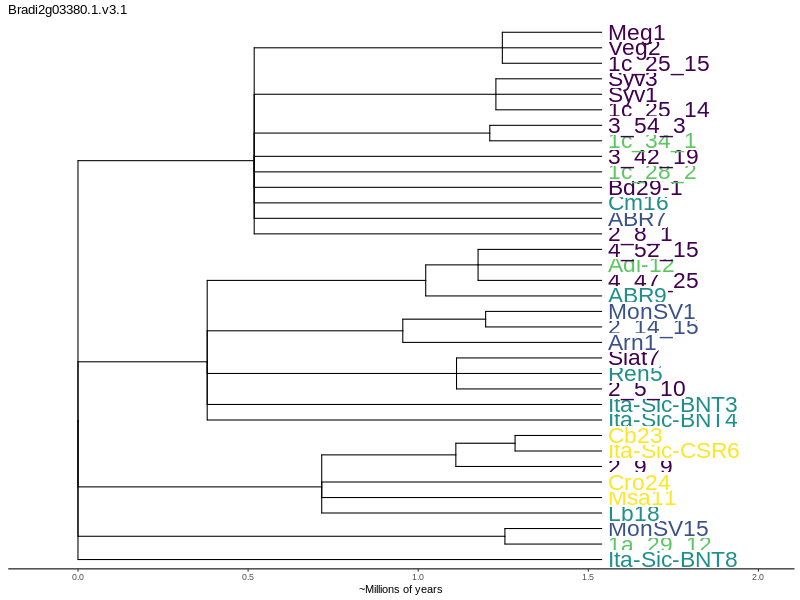 Bradi2g03380.1.v3.1
Meg1
Veg2
1c_25_15
Syv3
Syv1
1c_25_14
3_54_3
1c_34_1
3_42_19
1c_28_2
Bd29-1
Cm16
ABR7
2_8_1
4_52_15
Adi-12
4_47_25
ABR9
MonSV1
2_14_15
Arn1
Slat7
Ren5
2_5_10
Ita-Sic-BNT3
Ita-Sic-BNT4
Cb23
Ita-Sic-CSR6
2_9_9
Cro24
Msa11
Lb18
MonSV15
1a_29_12
Ita-Sic-BNT8
0.0 0.5 1.0 1.5 2.0
~Millions of years